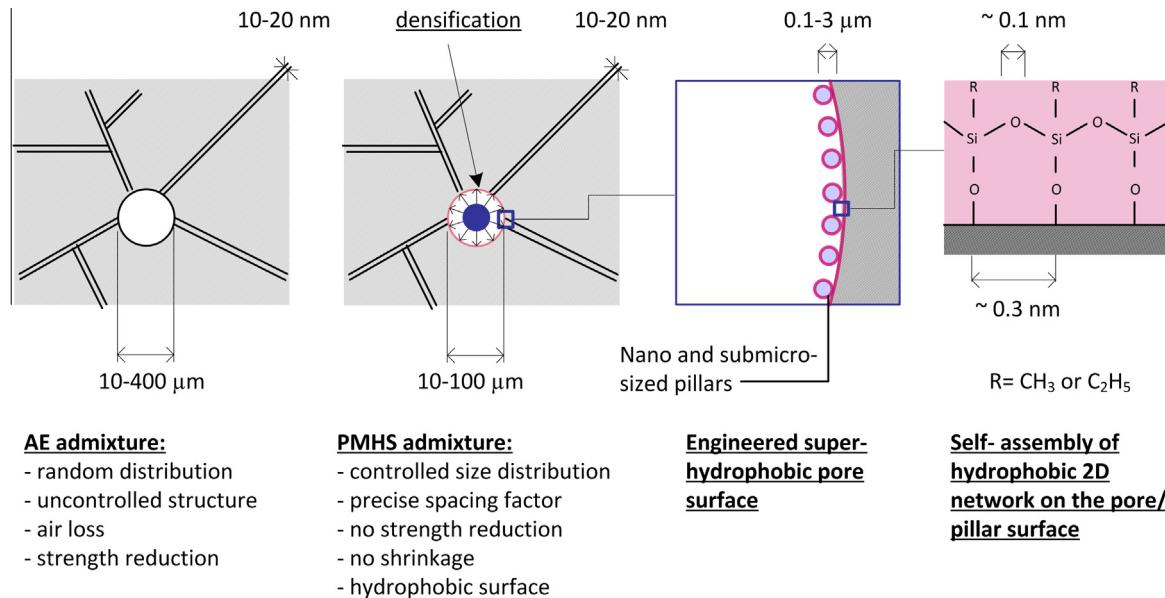 10-20 nm
densification
10-20 nm
0.1-3 μm
~ 0.1 nm
R R R
O O
Si Si Si
O O O
~ 0.3 nm
10-400 μm
10-100 μm
Nano and submicro-
sized pillars
R= CH₃ or C₂H₅
AE admixture:
- random distribution
- uncontrolled structure
- air loss
- strength reduction
PMHS admixture:
- controlled size distribution
- precise spacing factor
- no strength reduction
- no shrinkage
- hydrophobic surface
Engineered super-
hydrophobic pore
surface
Self- assembly of
hydrophobic 2D
network on the pore/
pillar surface